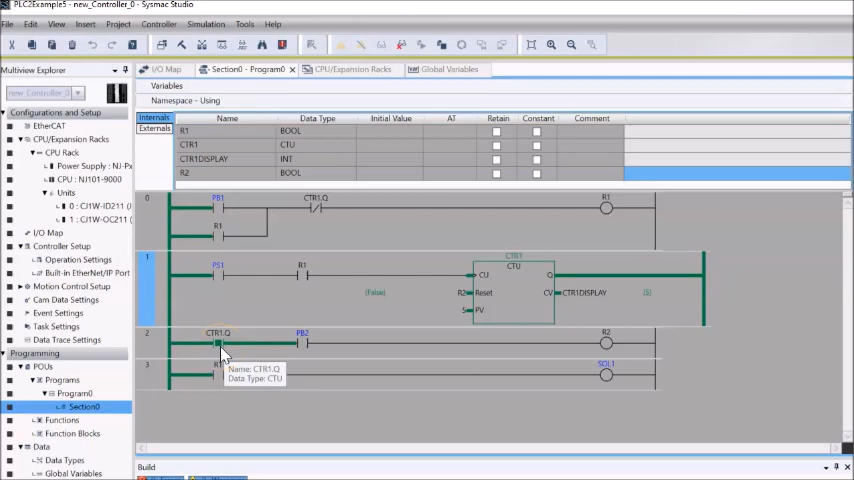 PLC2Example5 - new_Controller_0 - Sysmac Studio
File Edit View Insert Project Controller Simulation Tools Help
Multiview Explorer
new_Controller_0
Configurations and Setup
EtherCAT
CPU/Expansion Racks
CPU Rack
Power Supply : NJ-Px
CPU : NJ101-9000
Units
0 : CJ1W-ID211 (
1 : CJ1W-OC211 (
I/O Map
Controller Setup
Operation Settings
Built-in EtherNet/IP Port
Motion Control Setup
Cam Data Settings
Event Settings
Task Settings
Data Trace Settings
Programming
POUs
Programs
Program0
Section0
Functions
Function Blocks
Data
Data Types
Global Variables
I/O Map
Section0 - Program0
CPU/Expansion Racks
Global Variables
Variables
Namespace - Using
Internals
Externals
Name Data Type Initial Value AT Retain Constant Comment
R1 BOOL
CTR1 CTU
CTR1DISPLAY INT
R2 BOOL
0
PB1 CTR1.Q R1
R1
1
CTR1
PS1 R1 CU CTU Q
(False) R2 Reset CV CTR1DISPLAY (5)
5 PV
2
CTR1.Q PB2 R2
3
R1 SOL1
Name: CTR1.Q
Data Type: CTU
Build